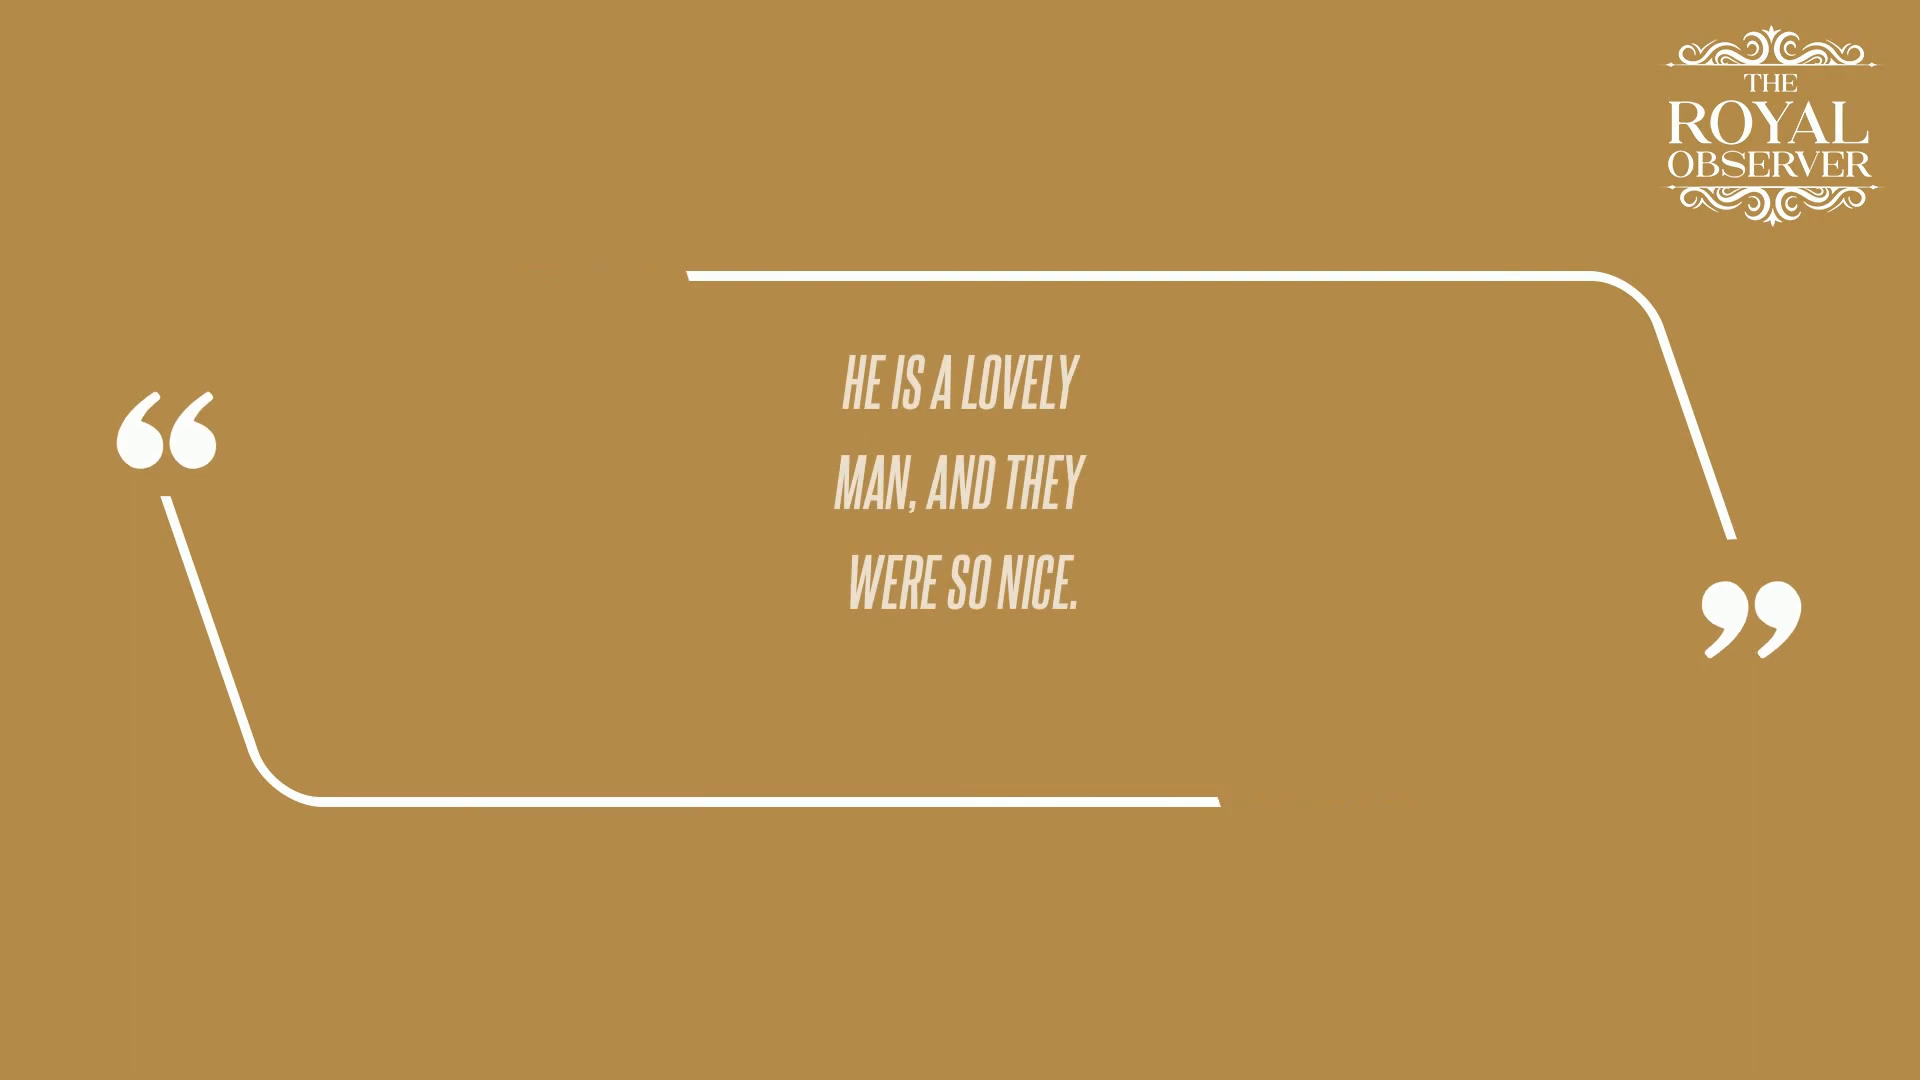 THE
ROYAL
OBSERVER
“
HE IS A LOVELY
MAN, AND THEY
WERE SO NICE.
”